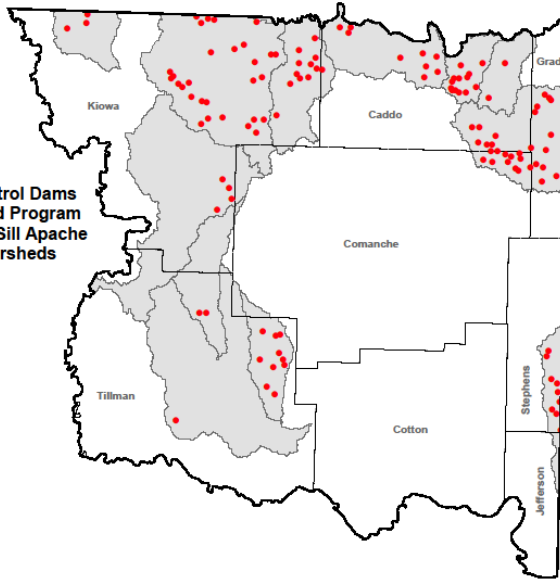 Grad
Kiowa
Caddo
trol Dams
d Program
Sill Apache
rsheds
Comanche
Tillman
Stephens
Cotton
Jefferson